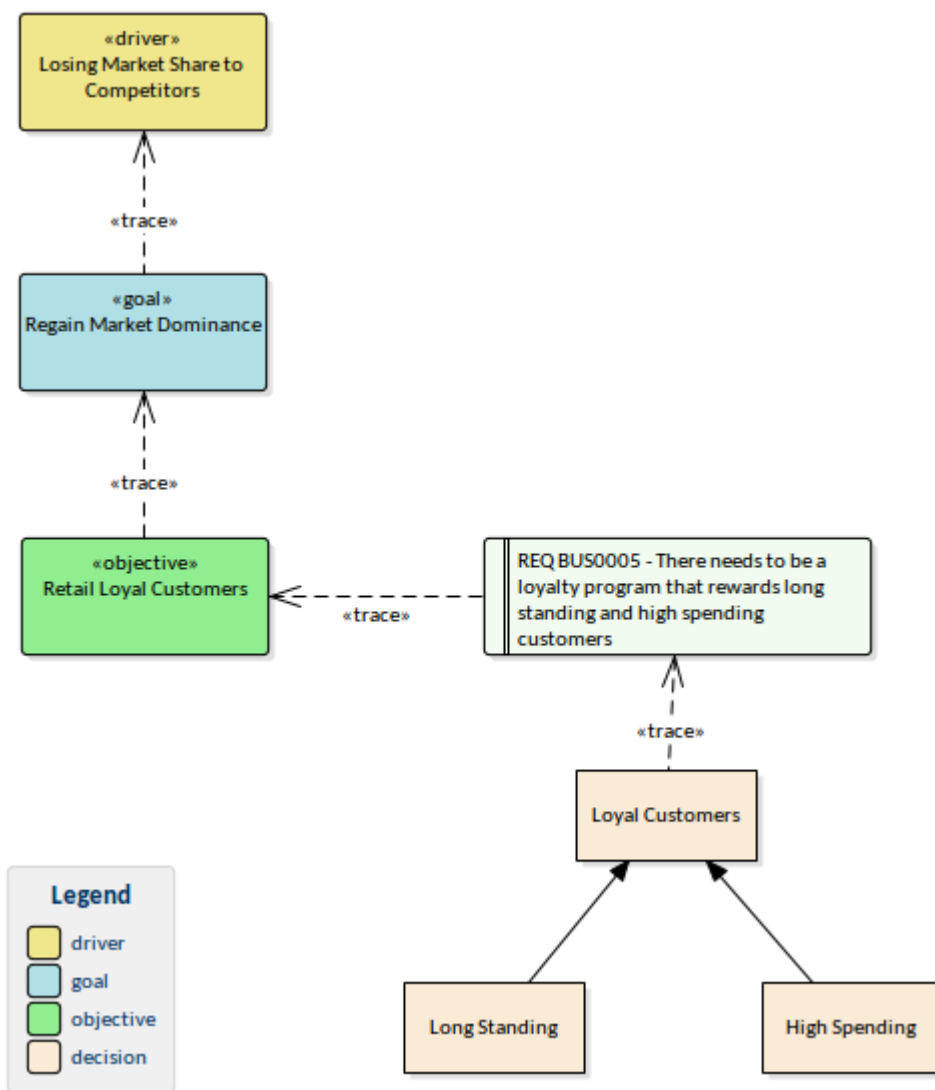 «driver»
Losing Market Share to
Competitors
«trace»
«goal»
Regain Market Dominance
«trace»
«objective»
Retail Loyal Customers
REQ BUS0005 - There needs to be a
loyalty program that rewards long
standing and high spending
customers
«trace»
«trace»
Loyal Customers
Long Standing
High Spending
Legend
driver
goal
objective
decision